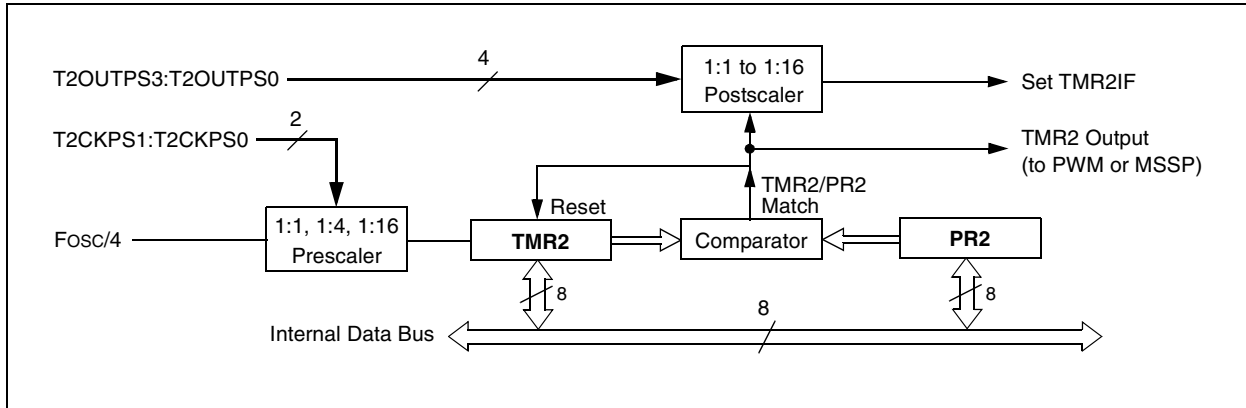 T2OUTPS3:T2OUTPS0
4
1:1 to 1:16
Postscaler
Set TMR2IF
T2CKPS1:T2CKPS0
2
TMR2 Output
(to PWM or MSSP)
TMR2/PR2
Match
Reset
FOSC/4
1:1, 1:4, 1:16
Prescaler
TMR2
Comparator
PR2
8
8
Internal Data Bus
8